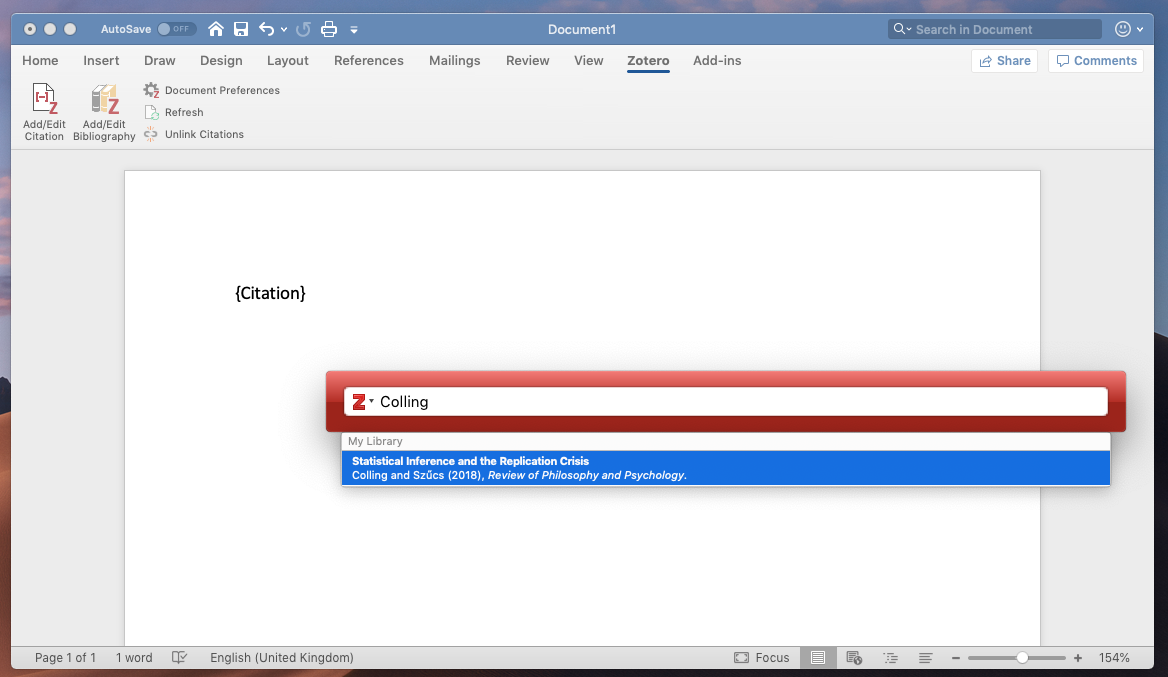 AutoSave OFF Document1 Search in Document
Home Insert Draw Design Layout References Mailings Review View Zotero Add-ins Share Comments
Add/Edit Citation
Add/Edit Bibliography
Document Preferences
Refresh
Unlink Citations
{Citation}
Z Colling
My Library
Statistical Inference and the Replication Crisis
Colling and Szűcs (2018), Review of Philosophy and Psychology.
Page 1 of 1 1 word English (United Kingdom) Focus 154%